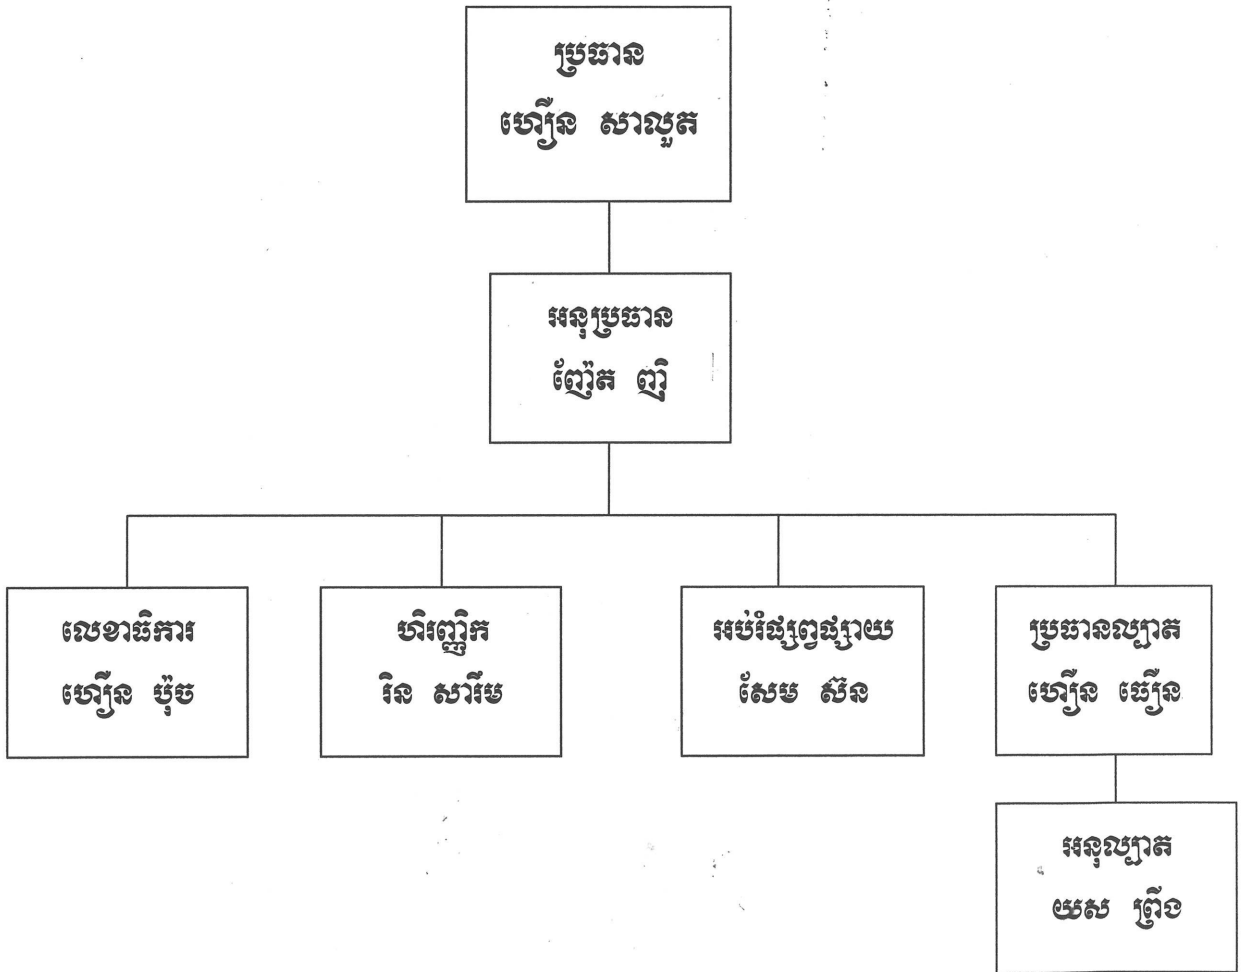 ប្រធាន
ហឿន សាលួត
អនុប្រធាន
ញ៉ែត ញ៉ិ
លេខាធិការ
ហឿន ប៉ុច
ហិរញ្ញិក
រិន សារឹម
អប់រំផ្សព្វផ្សាយ
សែម ស៊ន
ប្រធានល្បាត
ហឿន ធឿន
អនុល្បាត
យស ព្រឹង